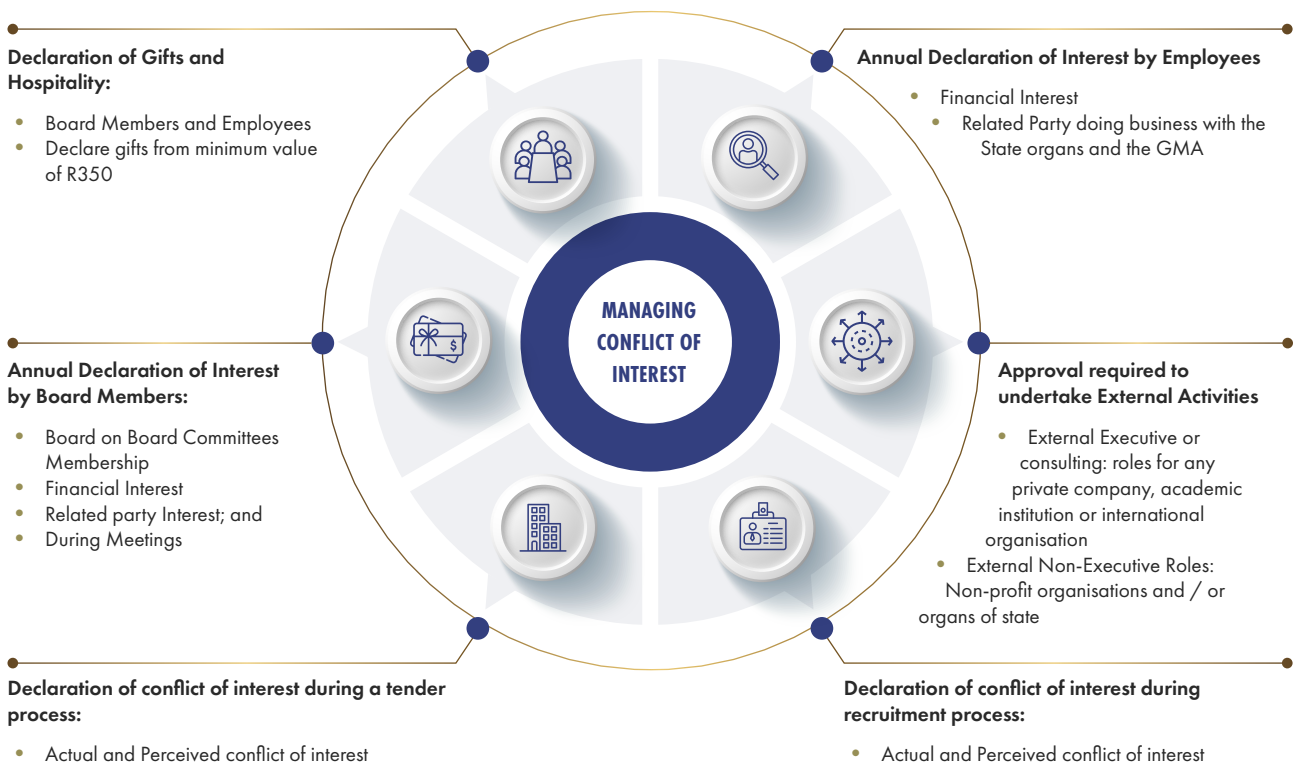 Declaration of Gifts and
Hospitality:
• Board Members and Employees
• Declare gifts from minimum value
of R350
Annual Declaration of Interest
by Board Members:
• Board on Board Committees
Membership
• Financial Interest
• Related party Interest; and
• During Meetings
Declaration of conflict of interest during a tender
process:
• Actual and Perceived conflict of interest
MANAGING
CONFLICT OF
INTEREST
$
Annual Declaration of Interest by Employees
• Financial Interest
• Related Party doing business with the
State organs and the GMA
Approval required to
undertake External Activities
• External Executive or
consulting: roles for any
private company, academic
institution or international
organisation
• External Non-Executive Roles:
Non-profit organisations and / or
organs of state
Declaration of conflict of interest during
recruitment process:
• Actual and Perceived conflict of interest